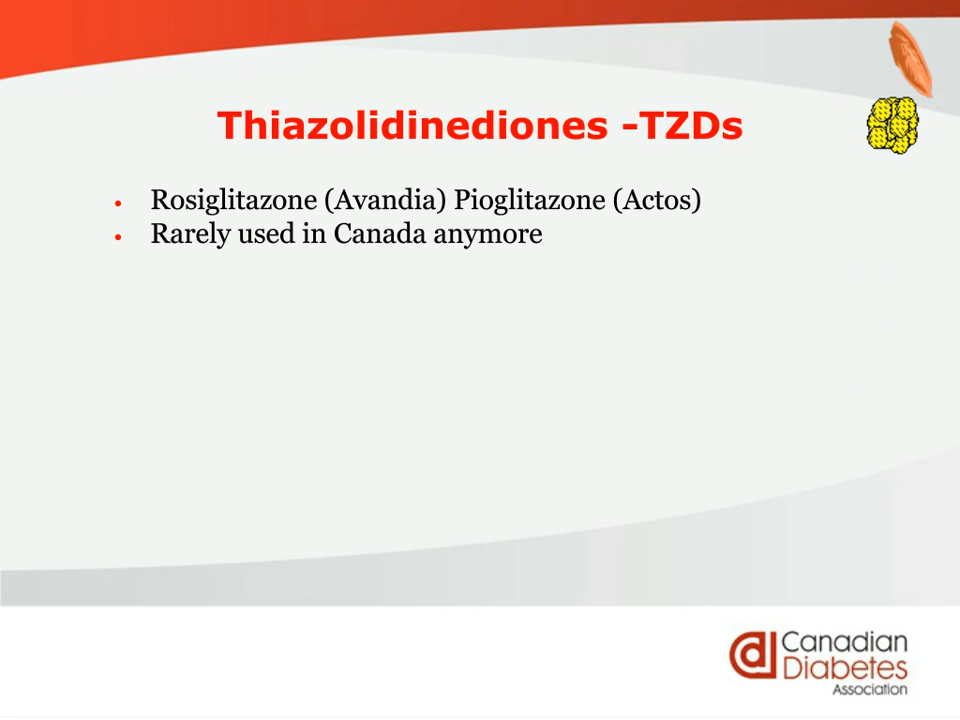 Thiazolidinediones -TZDs
• Rosiglitazone (Avandia) Pioglitazone (Actos)
• Rarely used in Canada anymore
Canadian
Diabetes
Association